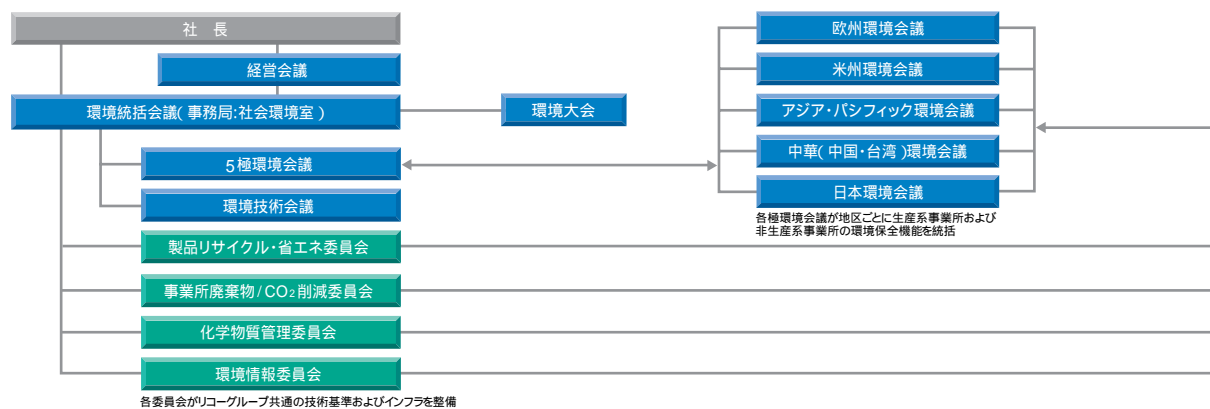 社 長
経営会議
環境統括会議( 事務局:社会環境室 )
環境大会
5極環境会議
環境技術会議
製品リサイクル・省エネ委員会
事業所廃棄物/CO₂削減委員会
化学物質管理委員会
環境情報委員会
各委員会がリコーグループ共通の技術基準およびインフラを整備
欧州環境会議
米州環境会議
アジア・パシフィック環境会議
中華( 中国・台湾 )環境会議
日本環境会議
各極環境会議が地区ごとに生産系事業所および
非生産系事業所の環境保全機能を統括